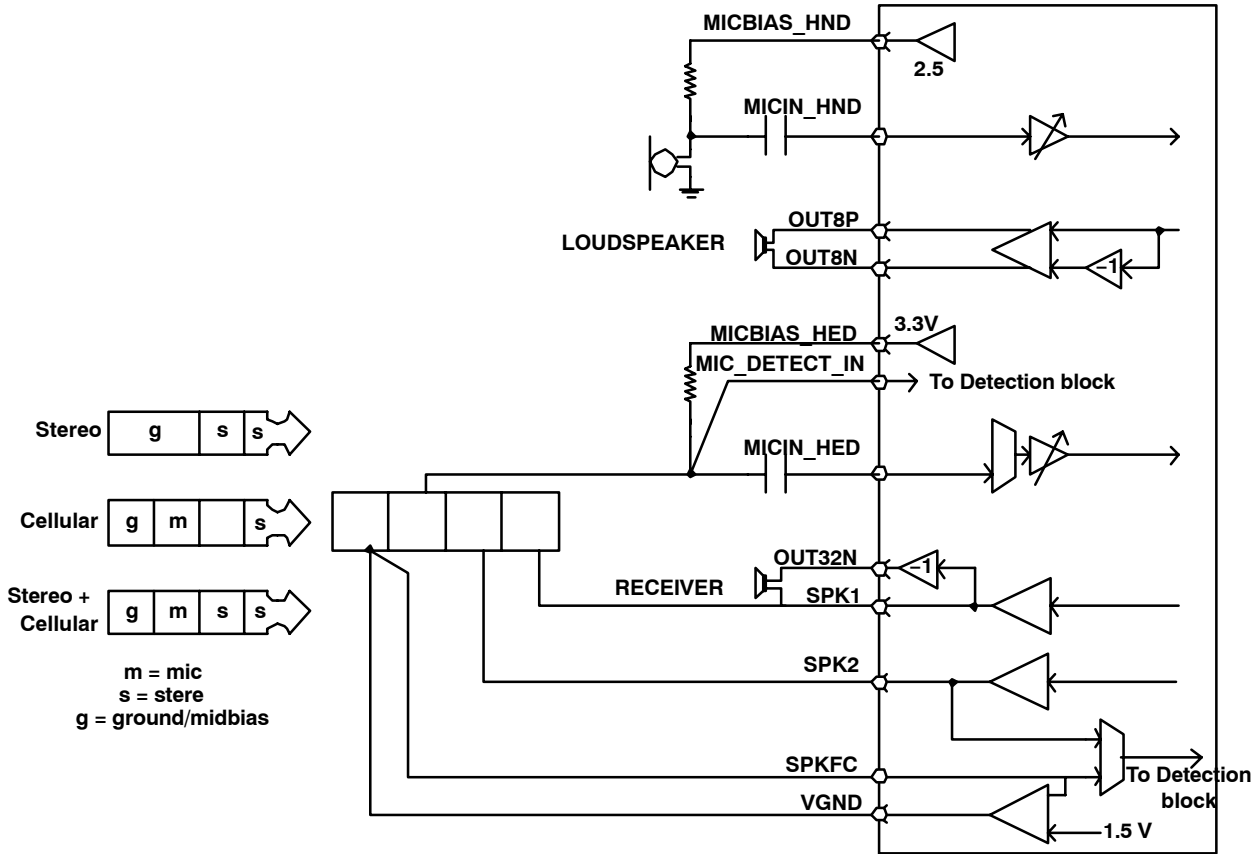 MICBIAS_HND
2.5
MICIN_HND
OUT8P
LOUDSPEAKER
OUT8N
−1
3.3V
MICBIAS_HED
MIC_DETECT_IN
To Detection block
Stereo
g
s
s
MICIN_HED
Cellular
g
m
s
OUT32N
−1
RECEIVER
SPK1
Stereo +
Cellular
g
m
s
s
SPK2
m = mic
s = stere
g = ground/midbias
SPKFC
To Detection
block
VGND
1.5 V